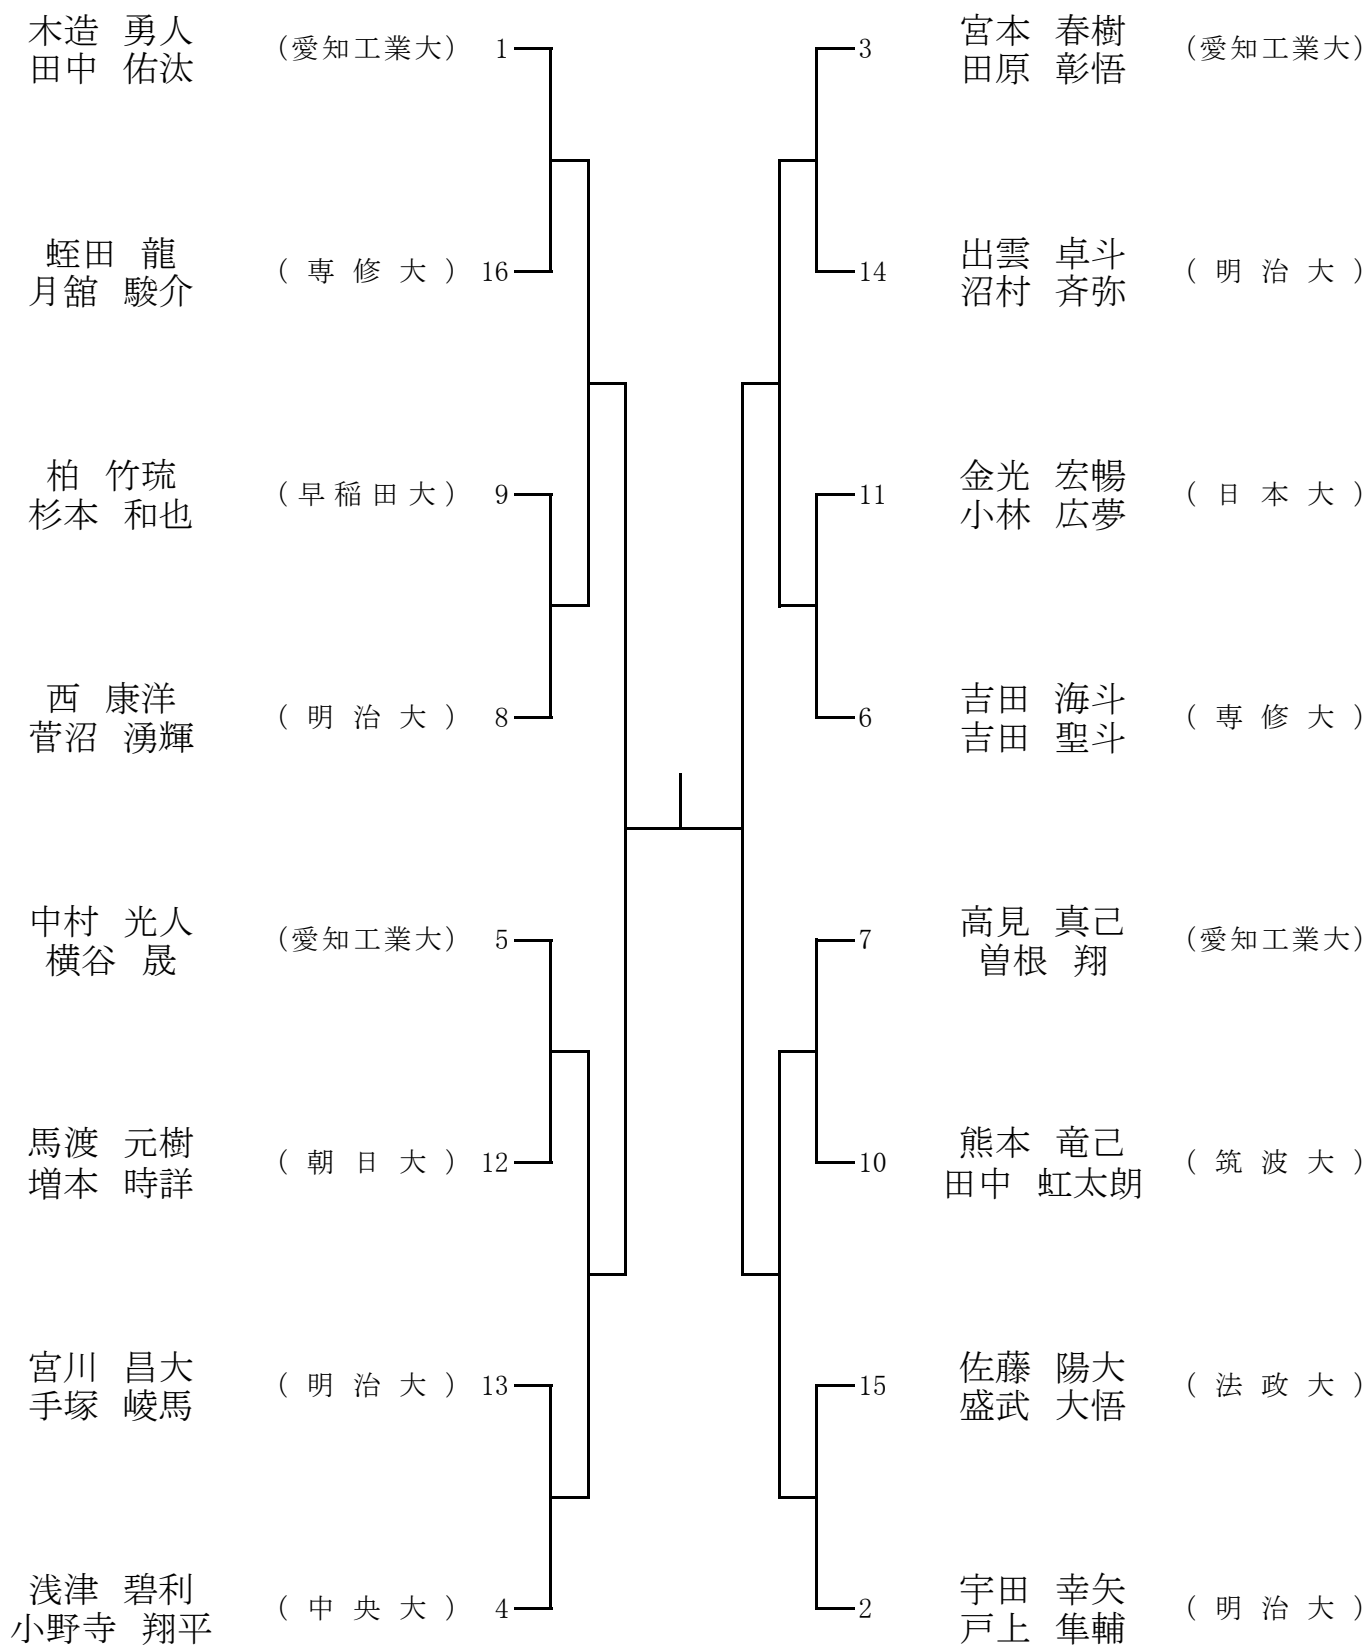 木造 勇人
田中 佑汰
(愛知工業大) 1
蛭田 龍
月舘 駿介
(専修大) 16
柏 竹琉
杉本 和也
(早稲田大) 9
西 康洋
菅沼 湧輝
(明治大) 8
中村 光人
横谷 晟
(愛知工業大) 5
馬渡 元樹
増本 時詳
(朝日大) 12
宮川 昌大
手塚 崚馬
(明治大) 13
浅津 碧利
小野寺 翔平
(中央大) 4
3 宮本 春樹
田原 彰悟
(愛知工業大)
14 出雲 卓斗
沼村 斉弥
(明治大)
11 金光 宏暢
小林 広夢
(日本大)
6 吉田 海斗
吉田 聖斗
(専修大)
7 高見 真己
曽根 翔
(愛知工業大)
10 熊本 竜己
田中 虹太朗
(筑波大)
15 佐藤 陽大
盛武 大悟
(法政大)
2 宇田 幸矢
戸上 隼輔
(明治大)